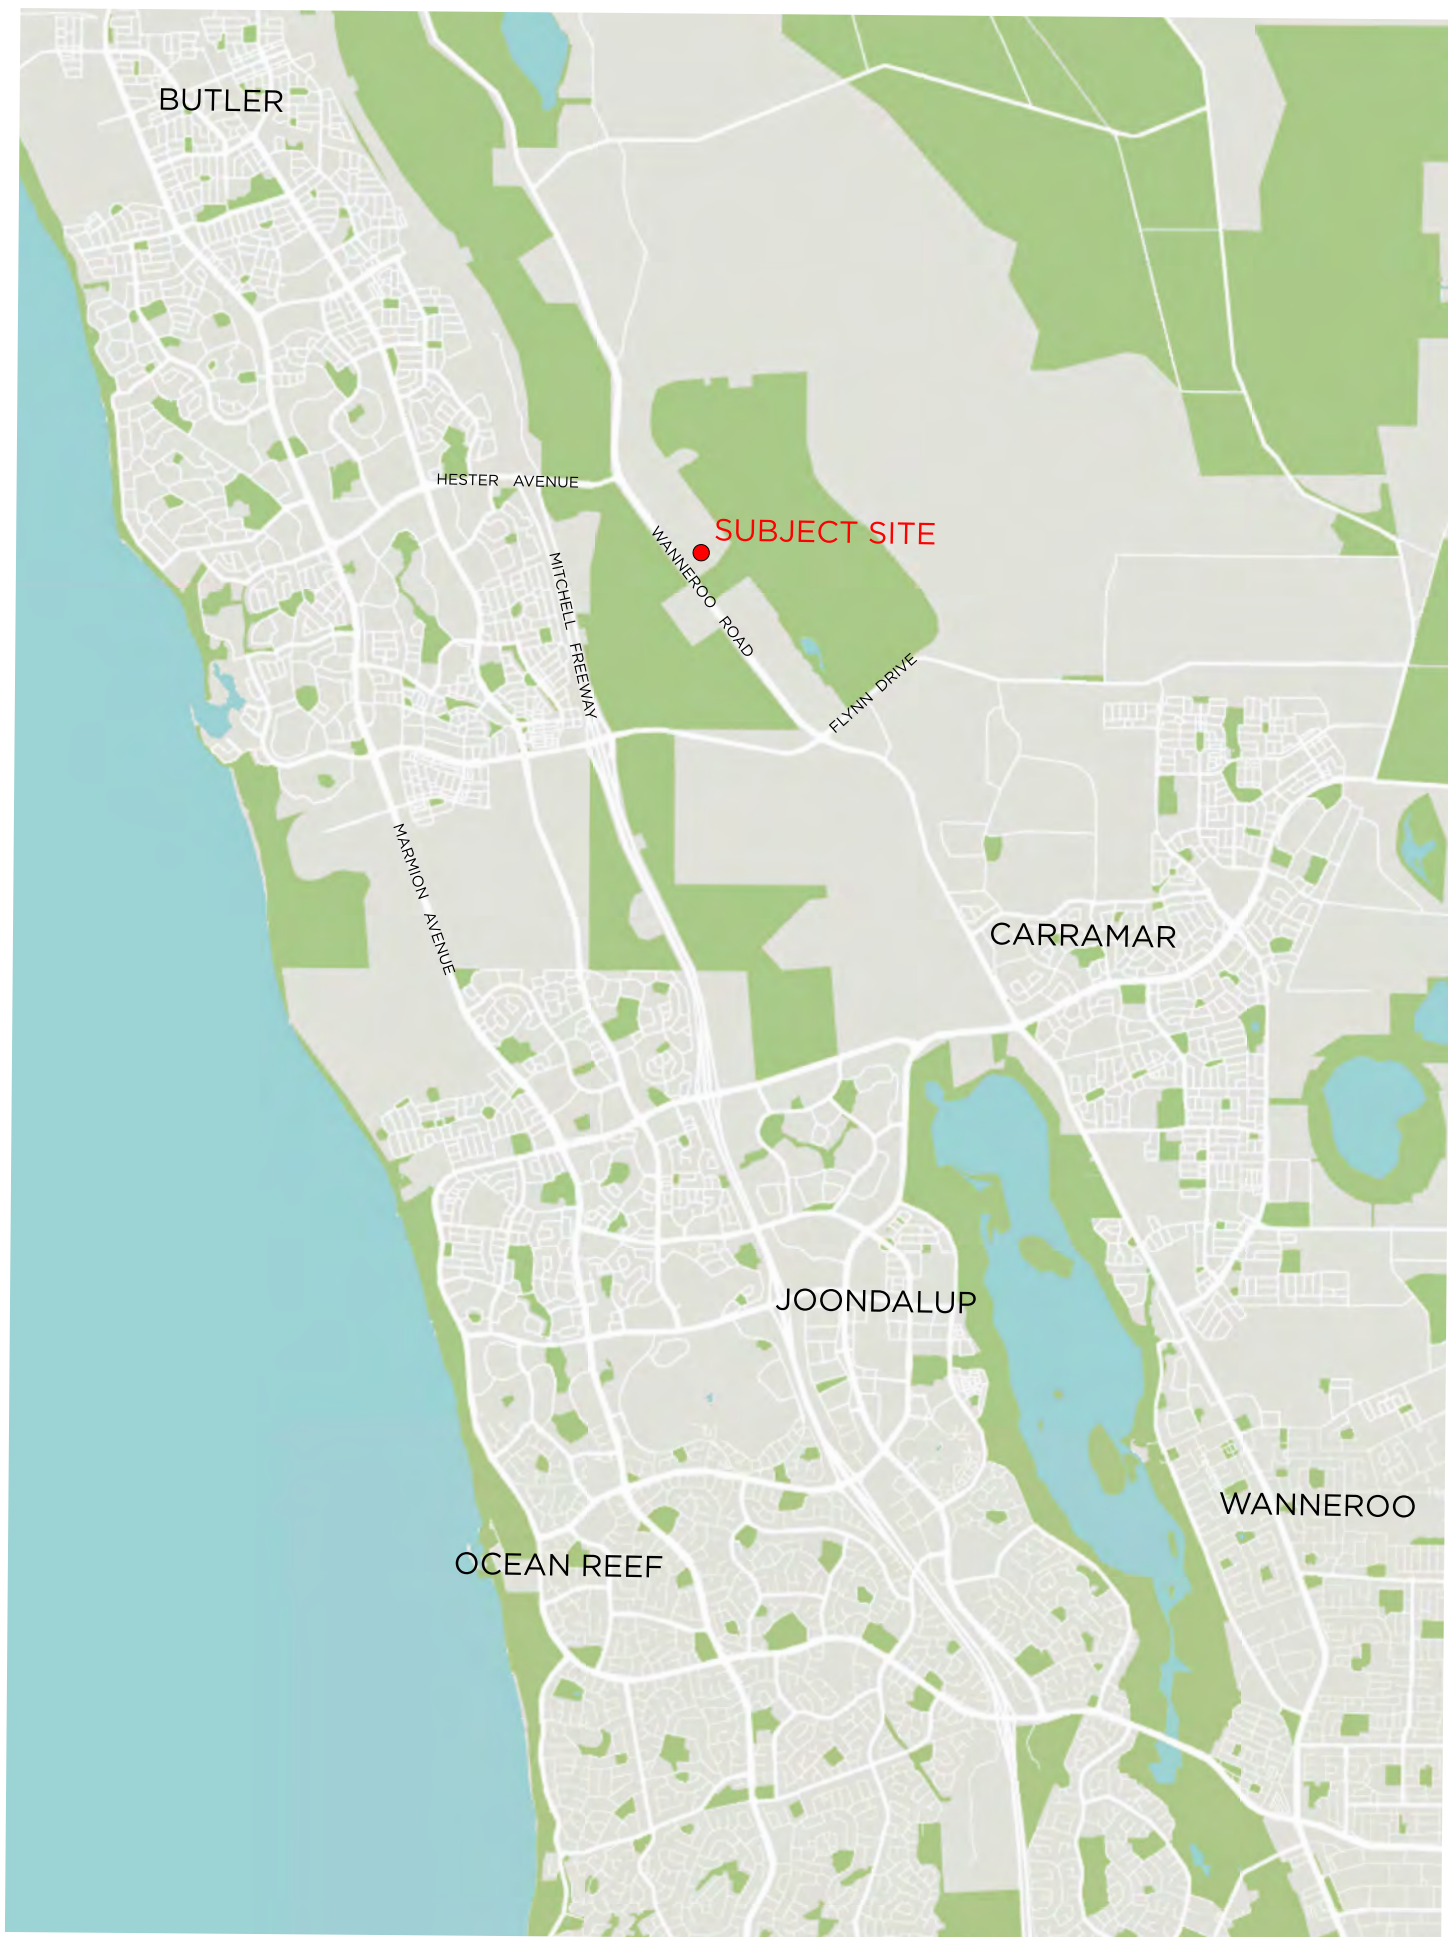 BUTLER
HESTER AVENUE
SUBJECT SITE
WANNEROO ROAD
MITCHELL FREEWAY
FLYNN DRIVE
MARMION AVENUE
CARRAMAR
JOONDALUP
WANNEROO
OCEAN REEF